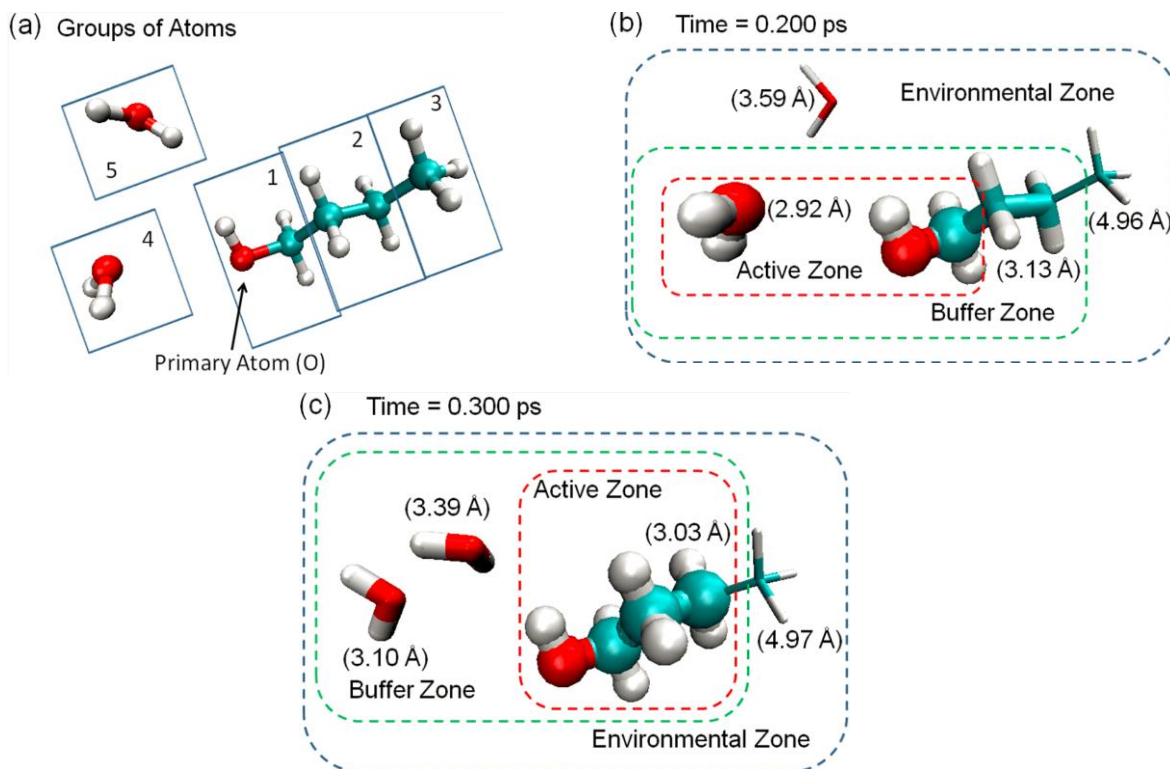 (a) Groups of Atoms
3
2
1
5
4
Primary Atom (O)
(b) Time = 0.200 ps
(3.59 Å)
Environmental Zone
(2.92 Å)
(4.96 Å)
Active Zone
(3.13 Å)
Buffer Zone
(c) Time = 0.300 ps
Active Zone
(3.39 Å)
(3.03 Å)
(3.10 Å)
(4.97 Å)
Buffer Zone
Environmental Zone